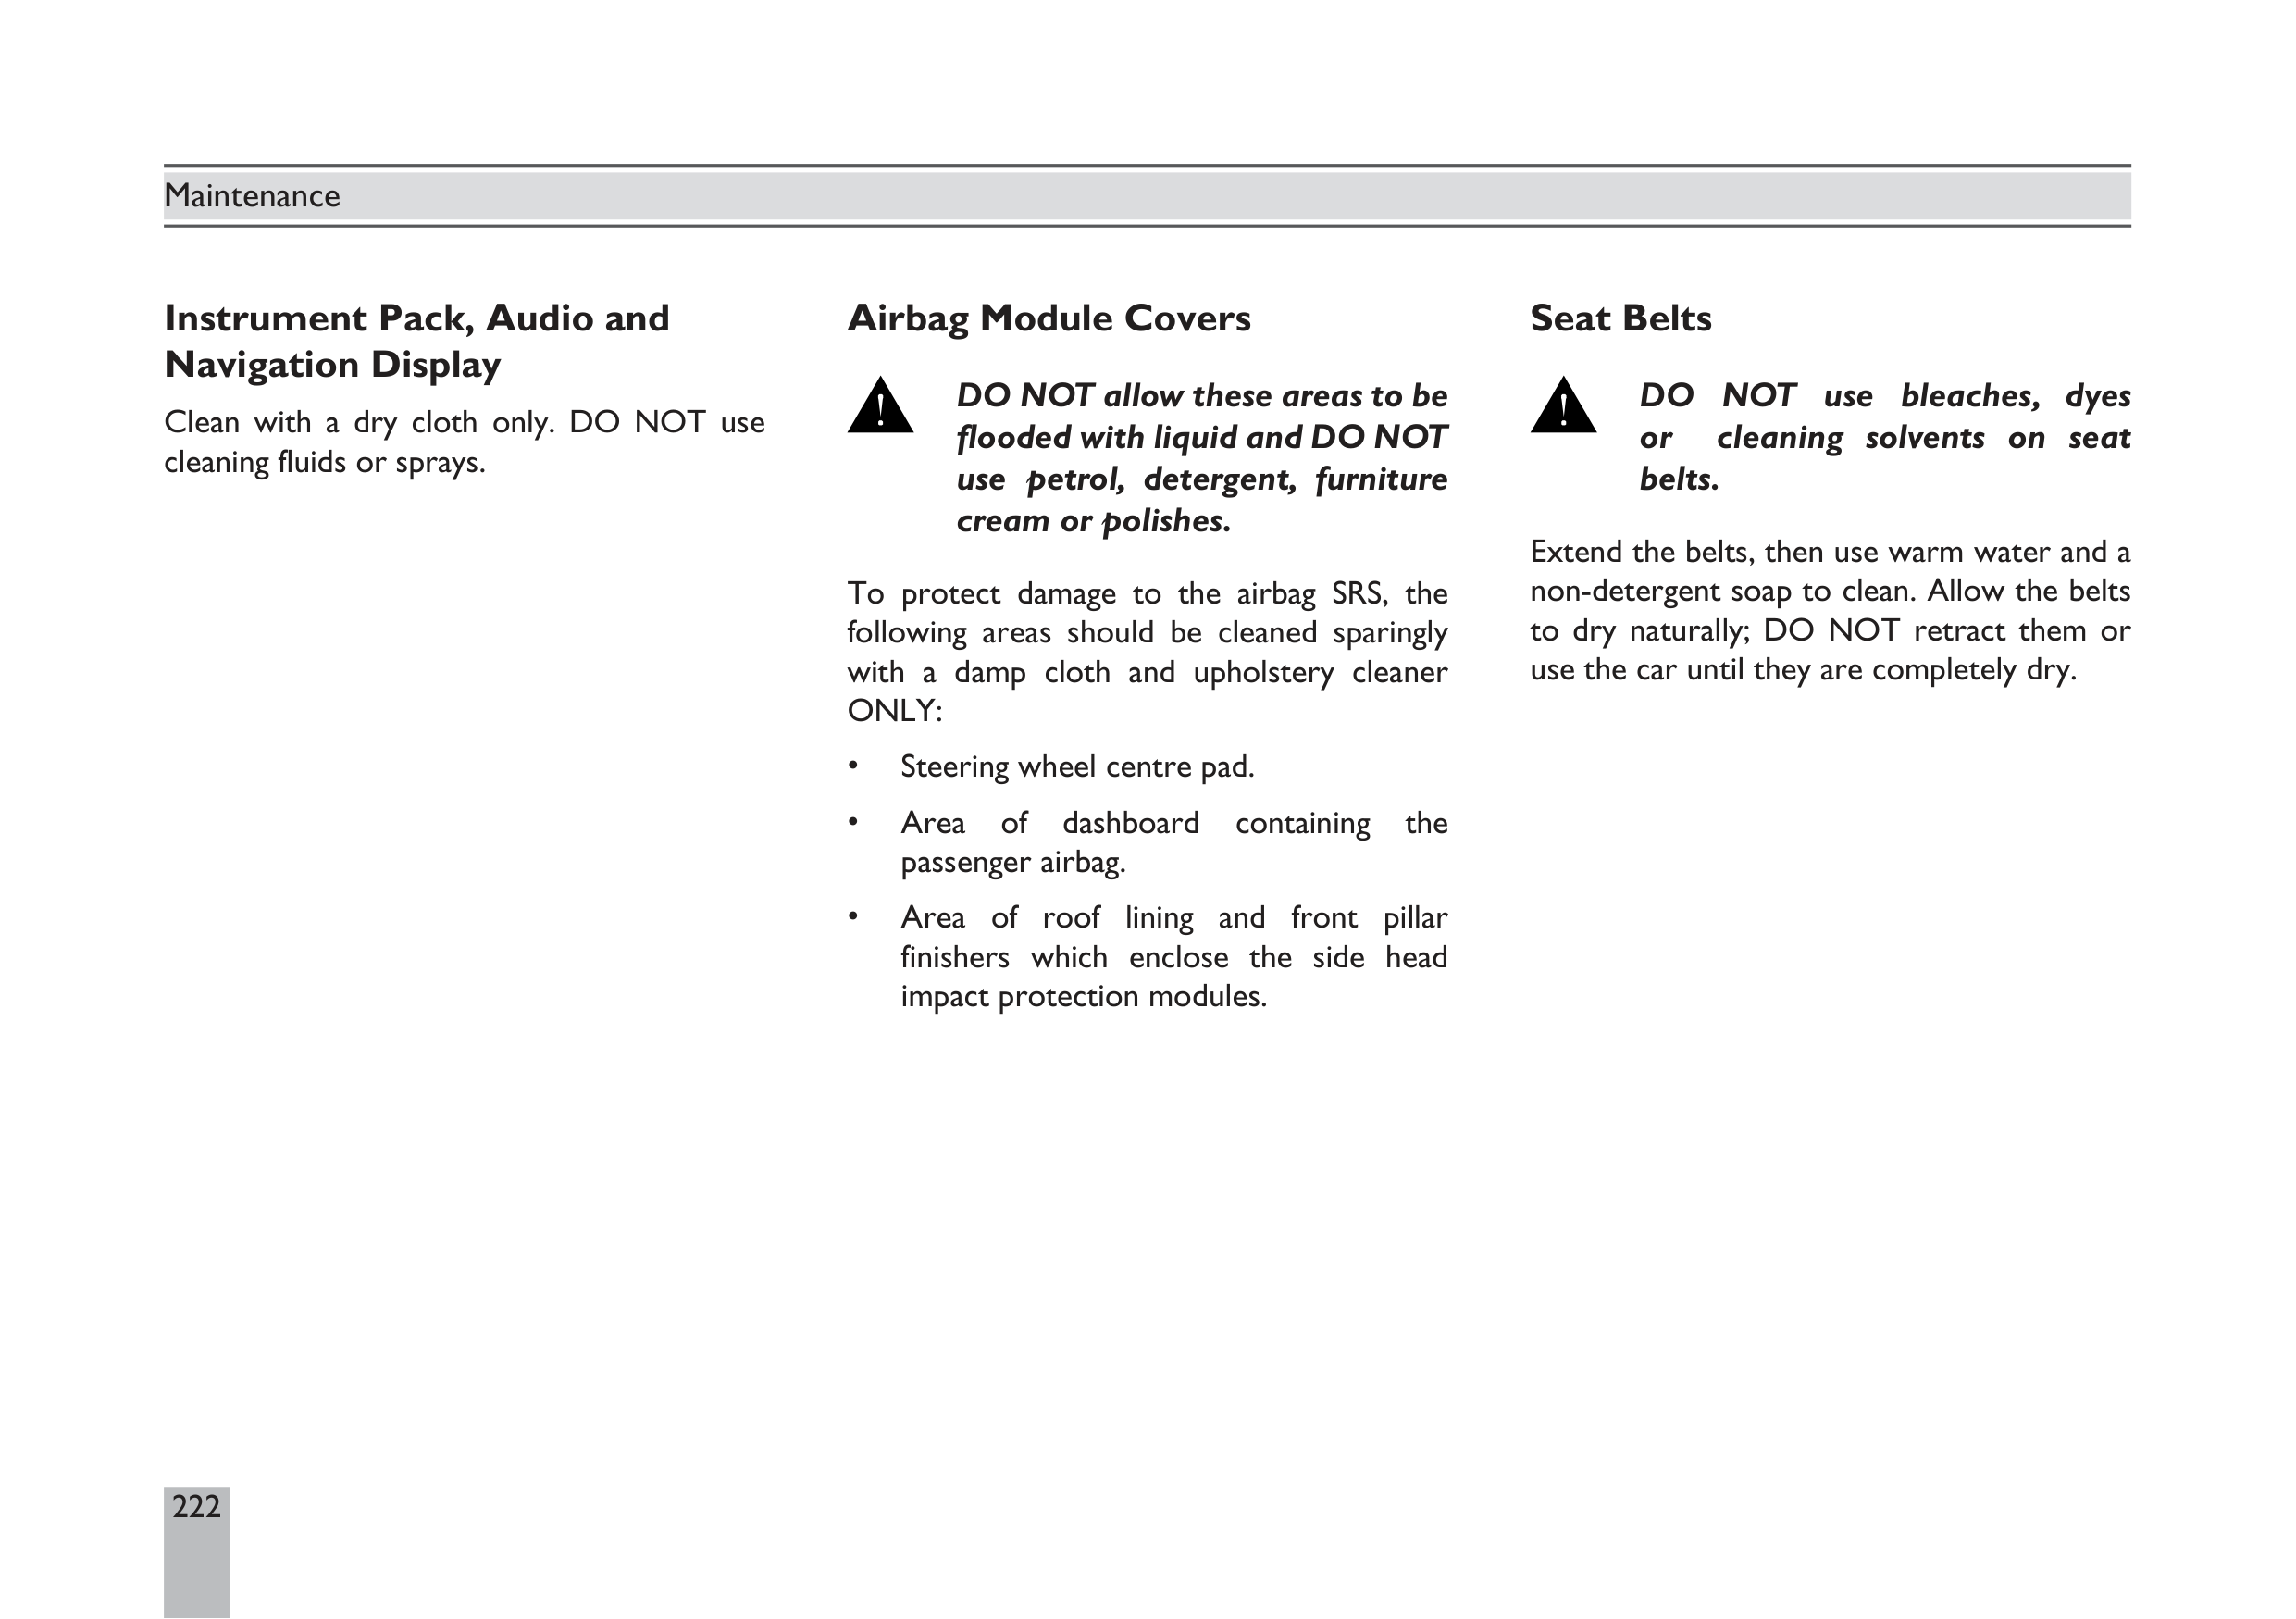 Maintenance
Instrument Pack, Audio and
Navigation Display
Clean with a dry cloth only. DO NOT use
cleaning fluids or sprays.
Airbag Module Covers
DO NOT allow these areas to be
flooded with liquid and DO NOT
use petrol, detergent, furniture
cream or polishes.
To protect damage to the airbag SRS, the
following areas should be cleaned sparingly
with a damp cloth and upholstery cleaner
ONLY:
• Steering wheel centre pad.
• Area of dashboard containing the
passenger airbag.
• Area of roof lining and front pillar
finishers which enclose the side head
impact protection modules.
Seat Belts
DO NOT use bleaches, dyes
or cleaning solvents on seat
belts.
Extend the belts, then use warm water and a
non-detergent soap to clean. Allow the belts
to dry naturally; DO NOT retract them or
use the car until they are completely dry.
222